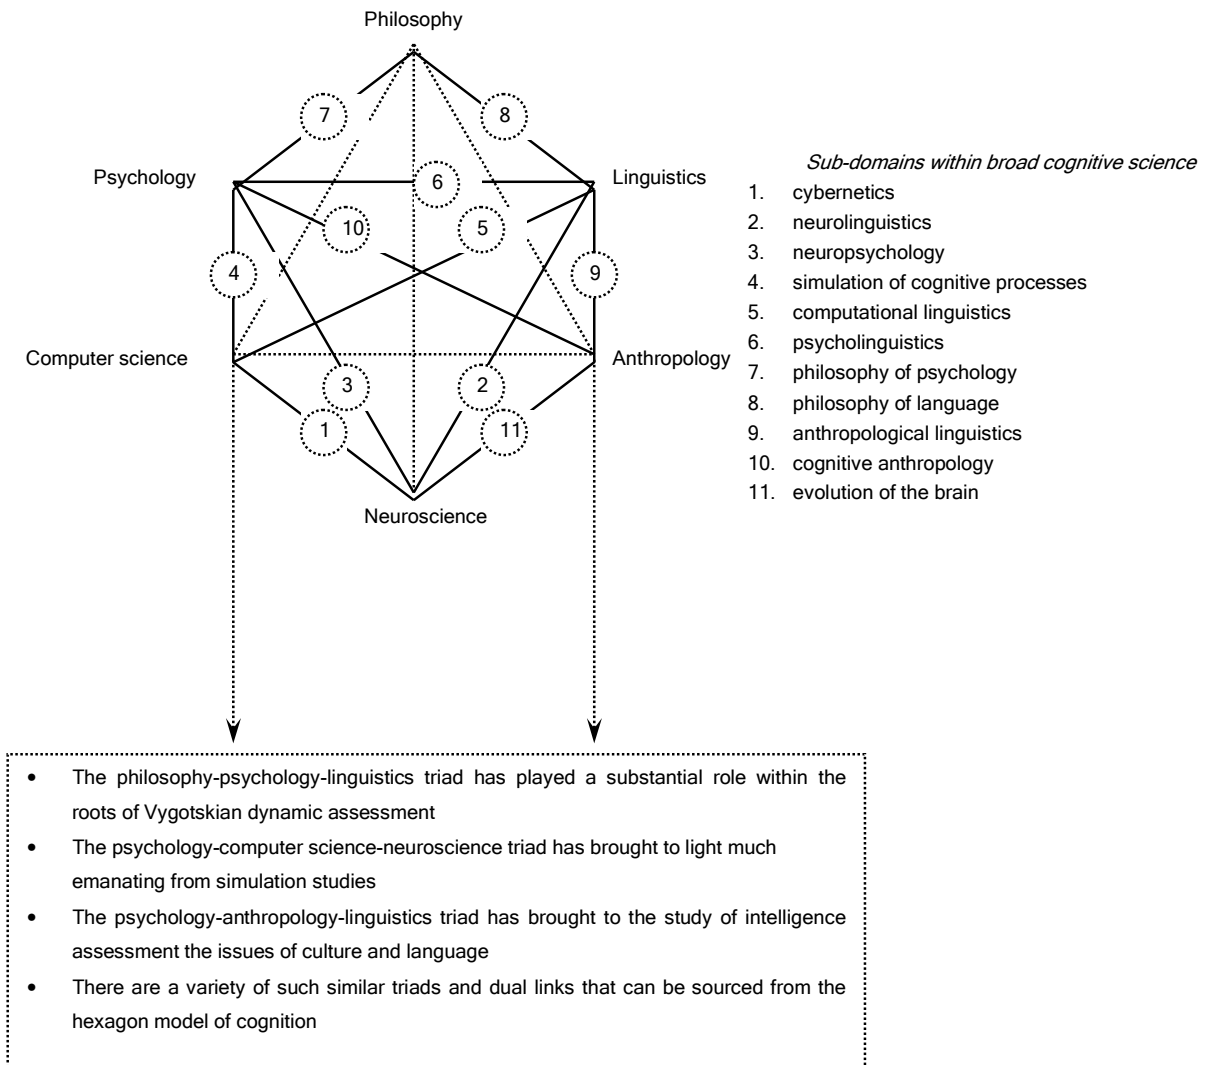 Philosophy
7
8
Psychology
6
Linguistics
10
5
4
9
Computer science
Anthropology
3
2
1
11
Neuroscience
Sub-domains within broad cognitive science
1. cybernetics
2. neurolinguistics
3. neuropsychology
4. simulation of cognitive processes
5. computational linguistics
6. psycholinguistics
7. philosophy of psychology
8. philosophy of language
9. anthropological linguistics
10. cognitive anthropology
11. evolution of the brain
• The philosophy-psychology-linguistics triad has played a substantial role within the
roots of Vygotskian dynamic assessment
• The psychology-computer science-neuroscience triad has brought to light much
emanating from simulation studies
• The psychology-anthropology-linguistics triad has brought to the study of intelligence
assessment the issues of culture and language
• There are a variety of such similar triads and dual links that can be sourced from the
hexagon model of cognition